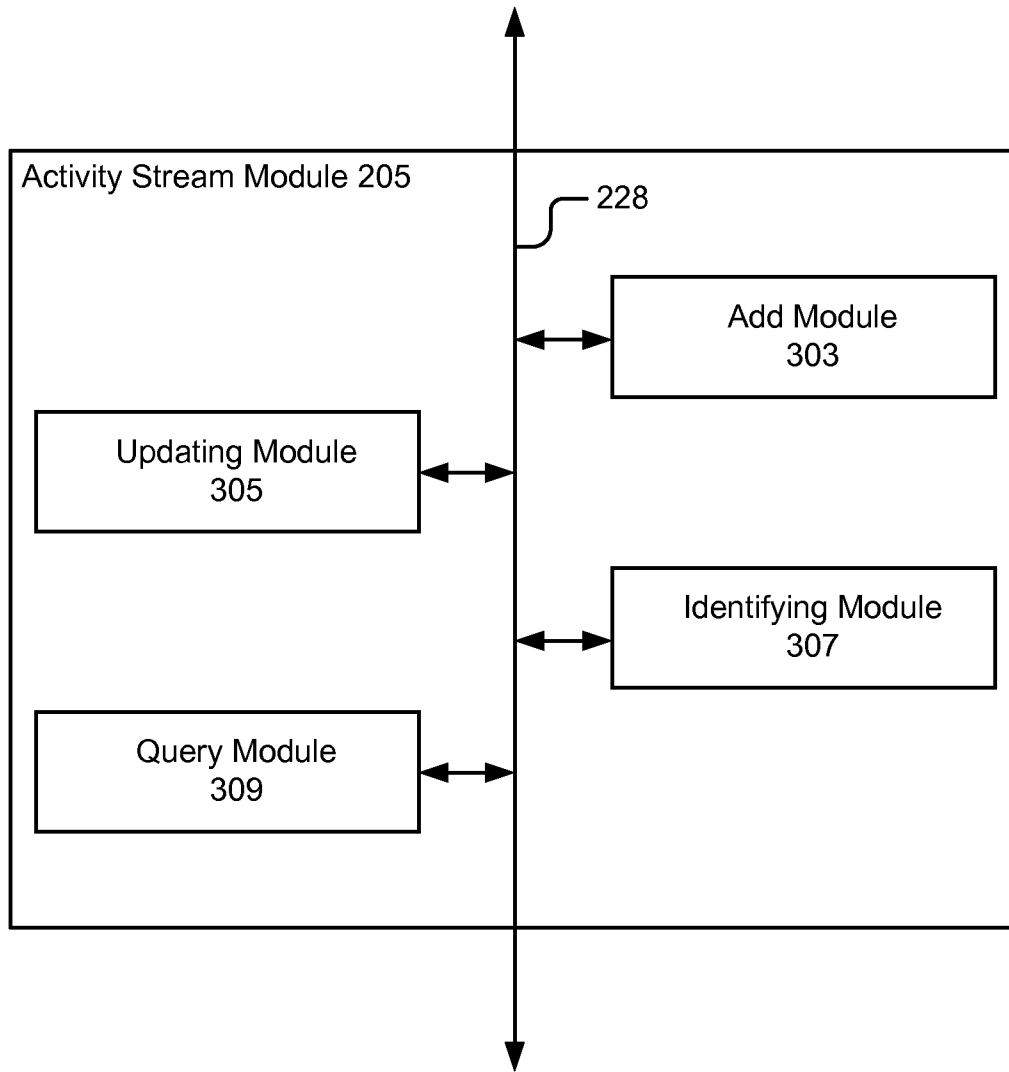 Activity Stream Module 205
228
Add Module
303
Updating Module
305
Identifying Module
307
Query Module
309